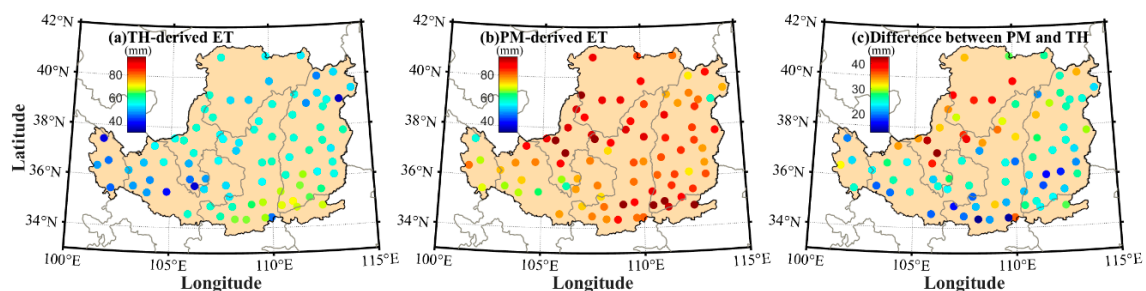 42°N
40°N
38°N
36°N
34°N
Latitude
(a)TH-derived ET
(mm)
80
60
40
100°E
105°E
110°E
115°E
Longitude
42°N
40°N
38°N
36°N
34°N
(b)PM-derived ET
(mm)
80
60
40
100°E
105°E
110°E
115°E
Longitude
42°N
40°N
38°N
36°N
34°N
(c)Difference between PM and TH
(mm)
40
30
20
100°E
105°E
110°E
115°E
Longitude